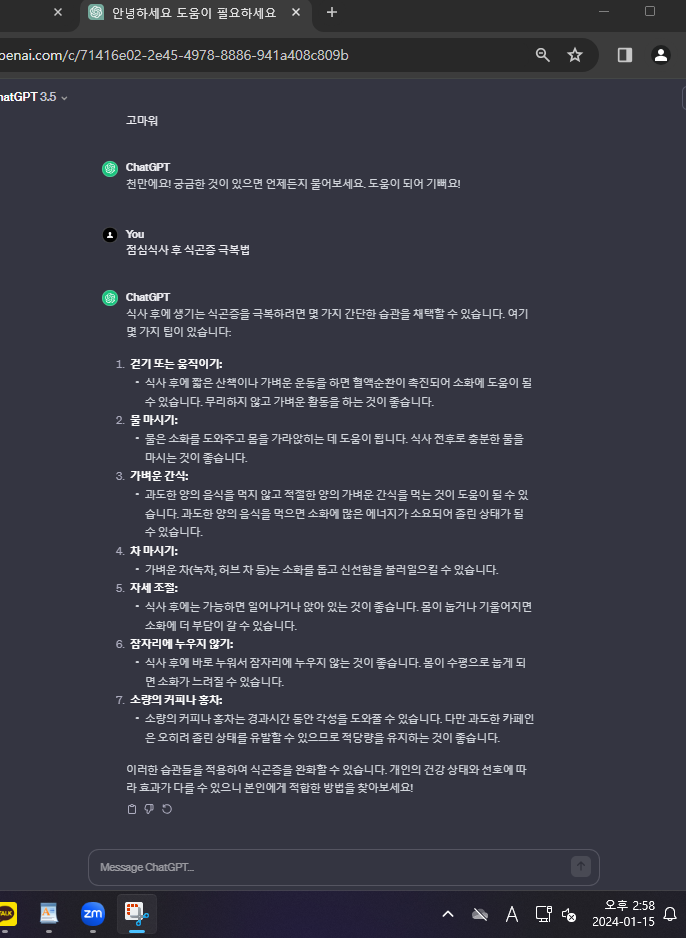 안녕하세요 도움이 필요하세요
penai.com/c/71416e02-2e45-4978-8886-941a408c809b
hatGPT 3.5
고마워
ChatGPT
천만에요! 궁금한 것이 있으면 언제든지 물어보세요. 도움이 되어 기뻐요!
You
점심식사 후 식곤증 극복법
ChatGPT
식사 후에 생기는 식곤증을 극복하려면 몇 가지 간단한 습관을 채택할 수 있습니다. 여기
몇 가지 팁이 있습니다:
1. 걷기 또는 움직이기:
• 식사 후에 짧은 산책이나 가벼운 운동을 하면 혈액순환이 촉진되어 소화에 도움이 될
수 있습니다. 무리하지 않고 가벼운 활동을 하는 것이 좋습니다.
2. 물 마시기:
• 물은 소화를 도와주고 몸을 가라앉히는 데 도움이 됩니다. 식사 전후로 충분한 물을
마시는 것이 좋습니다.
3. 가벼운 간식:
• 과도한 양의 음식을 먹지 않고 적절한 양의 가벼운 간식을 먹는 것이 도움이 될 수 있
습니다. 과도한 양의 음식을 먹으면 소화에 많은 에너지가 소요되어 졸린 상태가 될
수 있습니다.
4. 차 마시기:
• 가벼운 차(녹차, 허브 차 등)는 소화를 돕고 신선함을 불러일으킬 수 있습니다.
5. 자세 조절:
• 식사 후에는 가능하면 일어나거나 앉아 있는 것이 좋습니다. 몸이 눕거나 기울어지면
소화에 더 부담이 갈 수 있습니다.
6. 잠자리에 누우지 않기:
• 식사 후에 바로 누워서 잠자리에 누우지 않는 것이 좋습니다. 몸이 수평으로 눕게 되
면 소화가 느려질 수 있습니다.
7. 소량의 커피나 홍차:
• 소량의 커피나 홍차는 경과시간 동안 각성을 도와줄 수 있습니다. 다만 과도한 카페인
은 오히려 졸린 상태를 유발할 수 있으므로 적당량을 유지하는 것이 좋습니다.
이러한 습관들을 적용하여 식곤증을 완화할 수 있습니다. 개인의 건강 상태와 선호에 따
라 효과가 다를 수 있으니 본인에게 적합한 방법을 찾아보세요!
Message ChatGPT...
TALK
zm
A
오후 2:58
2024-01-15